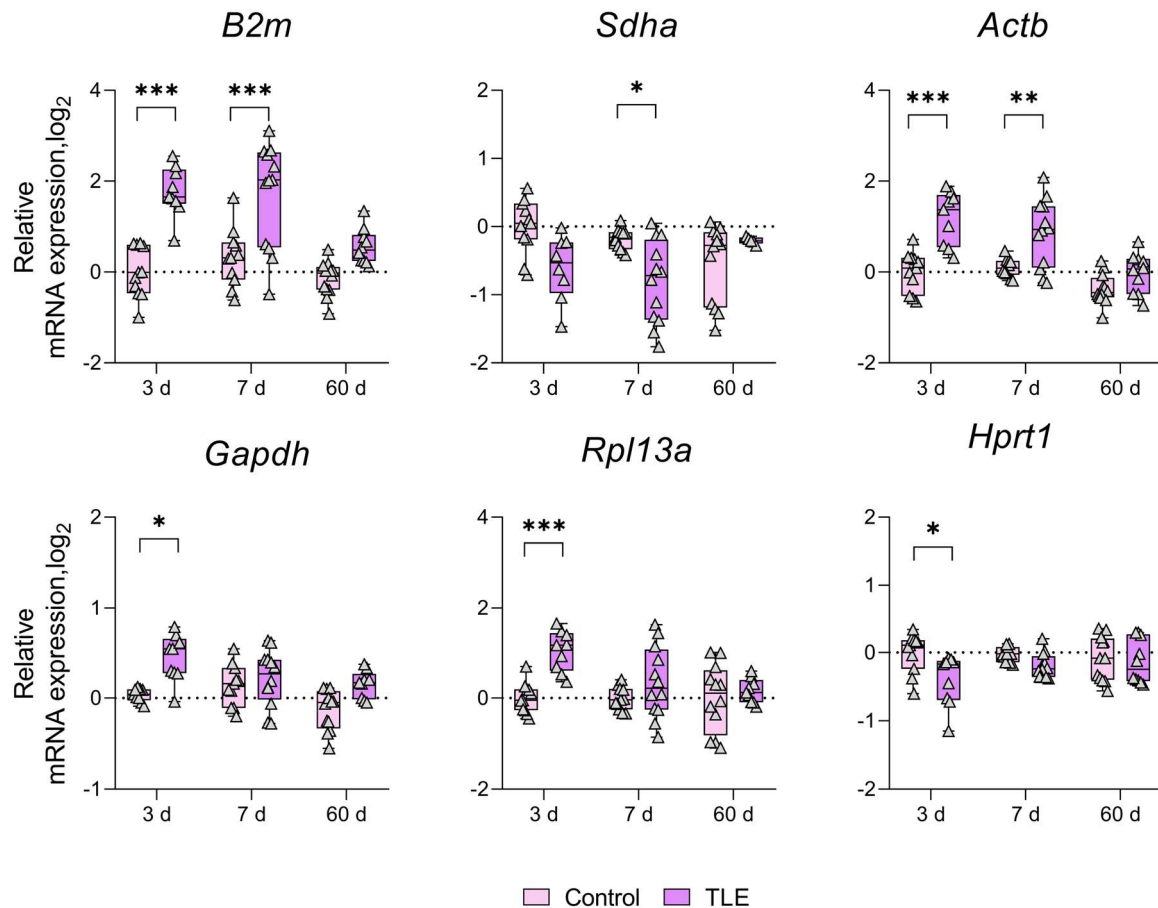 B2m
Sdha
Actb
Relative
mRNA expression,log2
4
2
0
-2
***
***
3 d
7 d
60 d
2
1
0
-1
-2
*
3 d
7 d
60 d
4
2
0
-2
***
**
3 d
7 d
60 d
Gapdh
Rpl13a
Hprt1
Relative
mRNA expression,log2
2
1
0
-1
*
3 d
7 d
60 d
4
2
0
-2
***
3 d
7 d
60 d
2
1
0
-1
-2
*
3 d
7 d
60 d
Control
TLE